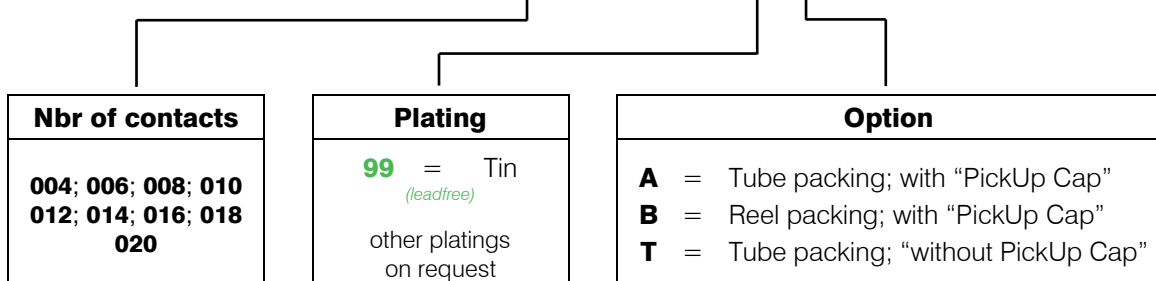 Nbr of contacts
004; 006; 008; 010
012; 014; 016; 018
020
Plating
99 = Tin
(leadfree)
other platings
on request
Option
A = Tube packing; with “PickUp Cap”
B = Reel packing; with “PickUp Cap”
T = Tube packing; “without PickUp Cap”